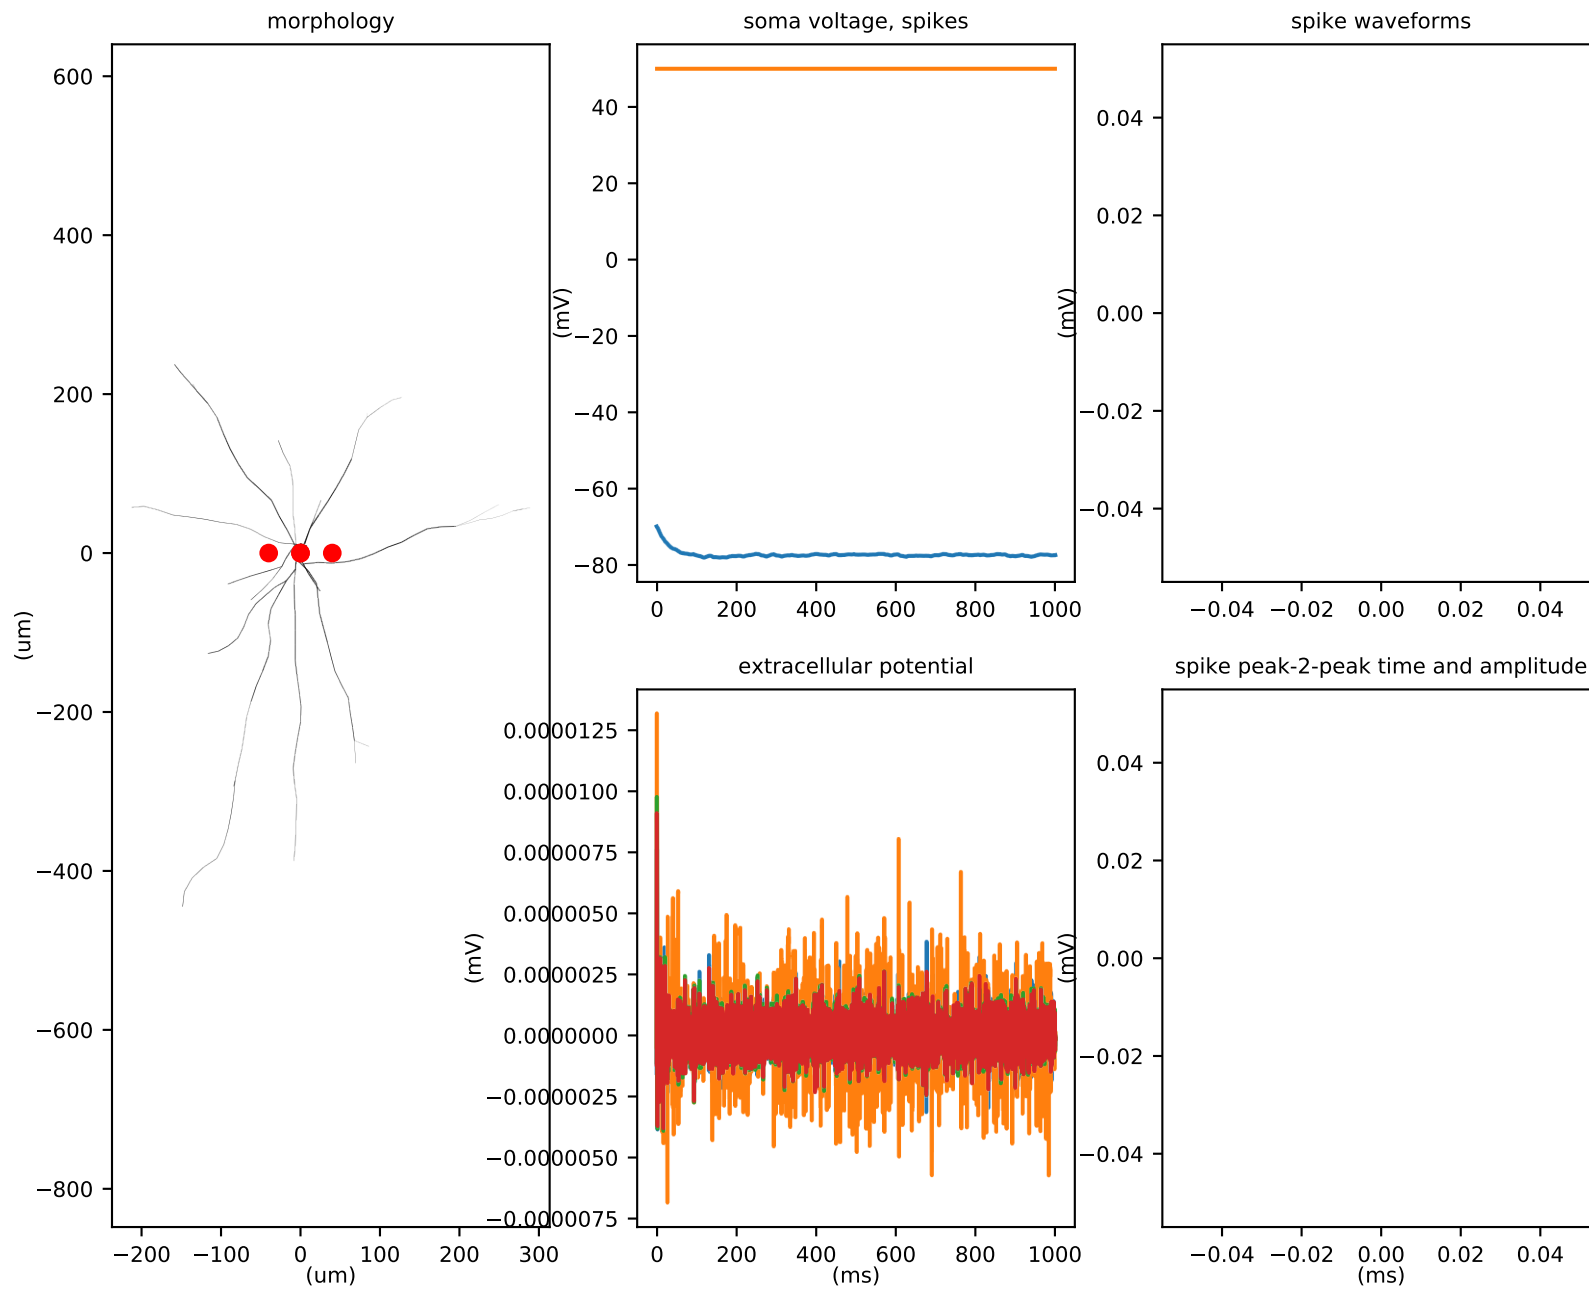 morphology
600
400
200
0
−200
−400
−600
−800
(um)
−200 −100 0 100 200 300
(um)
soma voltage, spikes
40
20
0
−20
−40
−60
−80
(mV)
0 200 400 600 800 1000
spike waveforms
0.04
0.02
0.00
−0.02
−0.04
(mV)
−0.04 −0.02 0.00 0.02 0.04
extracellular potential
0.0000125
0.0000100
0.0000075
0.0000050
0.0000025
0.0000000
−0.0000025
−0.0000050
−0.0000075
(mV)
0 200 400 600 800 1000
(ms)
spike peak-2-peak time and amplitude
0.04
0.02
0.00
−0.02
−0.04
(mV)
−0.04 −0.02 0.00 0.02 0.04
(ms)